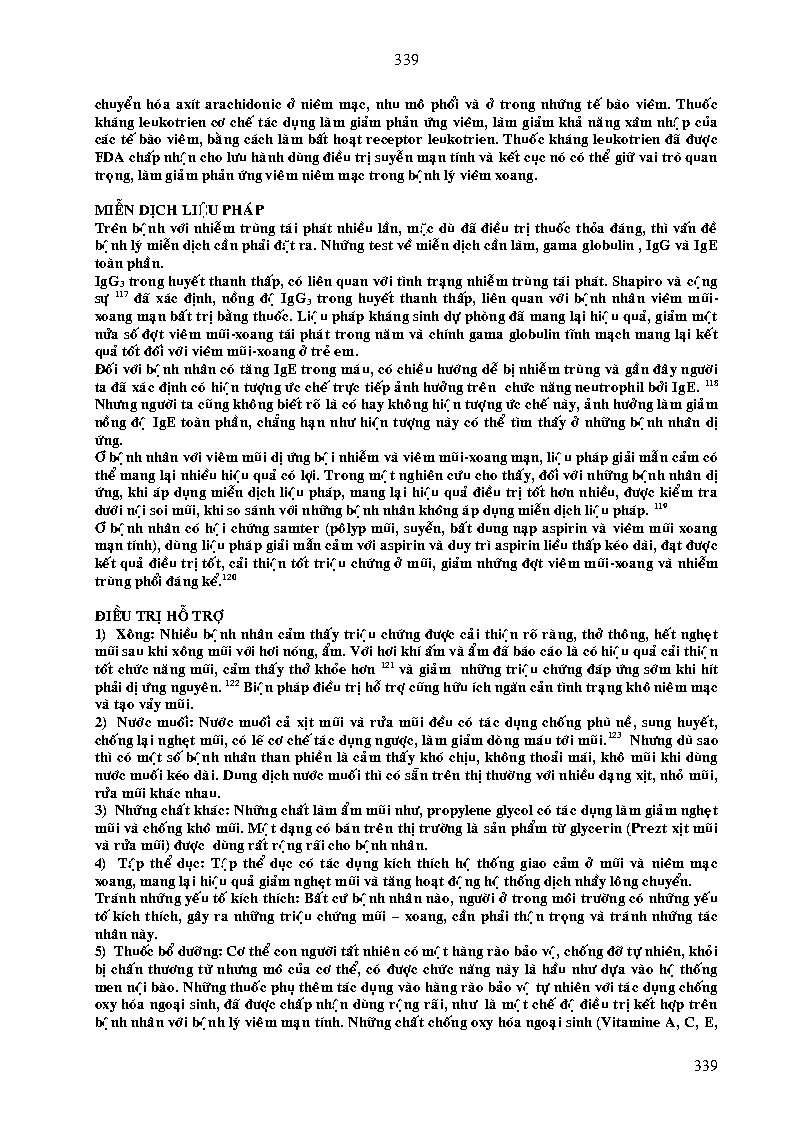 339
chuyển hóa axít arachidonic ở niêm mạc, nhu mô phổi và ở trong những tế bào viêm. Thuốc
kháng leukotrien cơ chế tác dụng làm giảm phản ứng viêm, làm giảm khả năng xâm nhập của
các tế bào viêm, bằng cách làm bất hoạt receptor leukotrien. Thuốc kháng leukotrien đã được
FDA chấp nhận cho lưu hành dùng điều trị suyễn mạn tính và kết cục nó có thể giữ vai trò quan
trọng, làm giảm phản ứng viêm niêm mạc trong bệnh lý viêm xoang.
MIỄN DỊCH LIỆU PHÁP
Trên bệnh với nhiễm trùng tái phát nhiều lần, mặc dù đã điều trị thuốc thỏa đáng, thì vấn đề
bệnh lý miễn dịch cần phải đặt ra. Những test về miễn dịch cần làm, gama globulin , IgG và IgE
toàn phần.
IgG₃ trong huyết thanh thấp, có liên quan với tình trạng nhiễm trùng tái phát. Shapiro và cộng
sự ¹¹⁷ đã xác định, nồng độ IgG₃ trong huyết thanh thấp, liên quan với bệnh nhân viêm mũi-
xoang mạn bất trị bằng thuốc. Liệu pháp kháng sinh dự phòng đã mang lại hiệu quả, giảm một
nửa số đợt viêm mũi-xoang tái phát trong năm và chính gama globulin tĩnh mạch mang lại kết
quả tốt đối với viêm mũi-xoang ở trẻ em.
Đối với bệnh nhân có tăng IgE trong máu, có chiều hướng dễ bị nhiễm trùng và gần đây người
ta đã xác định có hiện tượng ức chế trực tiếp ảnh hưởng trên chức năng neutrophil bởi IgE. ¹¹⁸
Nhưng người ta cũng không biết rõ là có hay không hiện tượng ức chế này, ảnh hưởng làm giảm
nồng độ IgE toàn phần, chẳng hạn như hiện tượng này có thể tìm thấy ở những bệnh nhân dị
ứng.
Ở bệnh nhân với viêm mũi dị ứng bội nhiễm và viêm mũi-xoang mạn, liệu pháp giải mẫn cảm có
thể mang lại nhiều hiệu quả có lợi. Trong một nghiên cứu cho thấy, đối với những bệnh nhân dị
ứng, khi áp dụng miễn dịch liệu pháp, mang lại hiệu quả điều trị tốt hơn nhiều, được kiểm tra
dưới nội soi mũi, khi so sánh với những bệnh nhân không áp dụng miễn dịch liệu pháp. ¹¹⁹
Ở bệnh nhân có hội chứng samter (pôlyp mũi, suyễn, bất dung nạp aspirin và viêm mũi xoang
mạn tính), dùng liệu pháp giải mẫn cảm với aspirin và duy trì aspirin liều thấp kéo dài, đạt được
kết quả điều trị tốt, cải thiện tốt triệu chứng ở mũi, giảm những đợt viêm mũi-xoang và nhiễm
trùng phổi đáng kể.¹²⁰
ĐIỀU TRỊ HỖ TRỢ
1) Xông: Nhiều bệnh nhân cảm thấy triệu chứng được cải thiện rõ ràng, thở thông, hết nghẹt
mũi sau khi xông mũi với hơi nóng, ẩm. Với hơi khí ấm và ẩm đã báo cáo là có hiệu quả cải thiện
tốt chức năng mũi, cảm thấy thở khỏe hơn ¹²¹ và giảm những triệu chứng đáp ứng sớm khi hít
phải dị ứng nguyên. ¹²² Biện pháp điều trị hỗ trợ cũng hữu ích ngăn cản tình trạng khô niêm mạc
và tạo vảy mũi.
2) Nước muối: Nước muối cả xịt mũi và rửa mũi đều có tác dụng chống phù nề, sung huyết,
chống lại nghẹt mũi, có lẽ cơ chế tác dụng ngược, làm giảm dòng máu tới mũi.¹²³ Nhưng dù sao
thì có một số bệnh nhân than phiền là cảm thấy khó chịu, không thoải mái, khô mũi khi dùng
nước muối kéo dài. Dung dịch nước muối thì có sẵn trên thị thường với nhiều dạng xịt, nhỏ mũi,
rửa mũi khác nhau.
3) Những chất khác: Những chất làm ẩm mũi như, propylene glycol có tác dụng làm giảm nghẹt
mũi và chống khô mũi. Một dạng có bán trên thị trường là sản phẩm từ glycerin (Prezt xịt mũi
và rửa mũi) được dùng rất rộng rãi cho bệnh nhân.
4) Tập thể dục: Tập thể dục có tác dụng kích thích hệ thống giao cảm ở mũi và niêm mạc
xoang, mang lại hiệu quả giảm nghẹt mũi và tăng hoạt động hệ thống dịch nhầy lông chuyển.
Tránh những yếu tố kích thích: Bất cứ bệnh nhân nào, người ở trong môi trường có những yếu
tố kích thích, gây ra những triệu chứng mũi – xoang, cần phải thận trọng và tránh những tác
nhân này.
5) Thuốc bổ dưỡng: Cơ thể con người tất nhiên có một hàng rào bảo vệ, chống đỡ tự nhiên, khỏi
bị chấn thương từ nhưng mô của cơ thể, có được chức năng này là hầu như dựa vào hệ thống
men nội bào. Những thuốc phụ thêm tác dụng vào hàng rào bảo vệ tự nhiên với tác dụng chống
oxy hóa ngoại sinh, đã được chấp nhận dùng rộng rãi, như là một chế độ điều trị kết hợp trên
bệnh nhân với bệnh lý viêm mạn tính. Những chất chống oxy hóa ngoại sinh (Vitamine A, C, E,
339